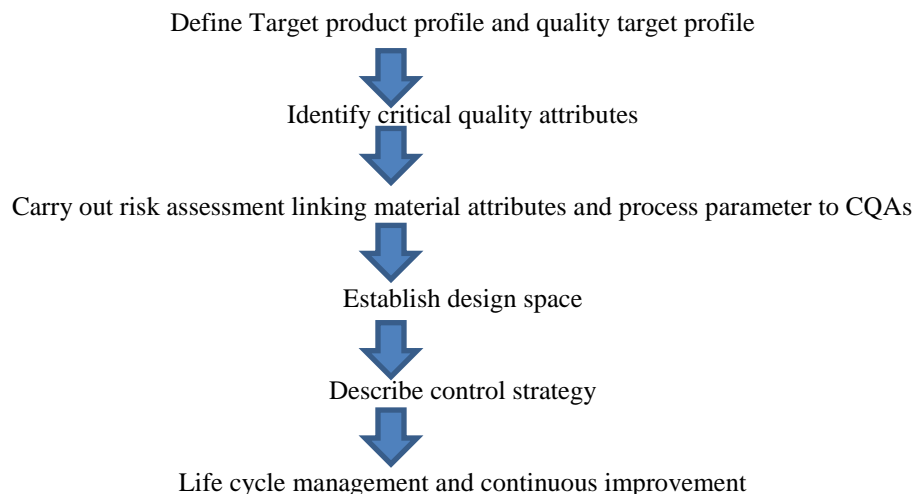 Define Target product profile and quality target profile
Identify critical quality attributes
Carry out risk assessment linking material attributes and process parameter to CQAs
Establish design space
Describe control strategy
Life cycle management and continuous improvement